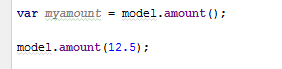 var myamount = model.amount();
model.amount(12.5);